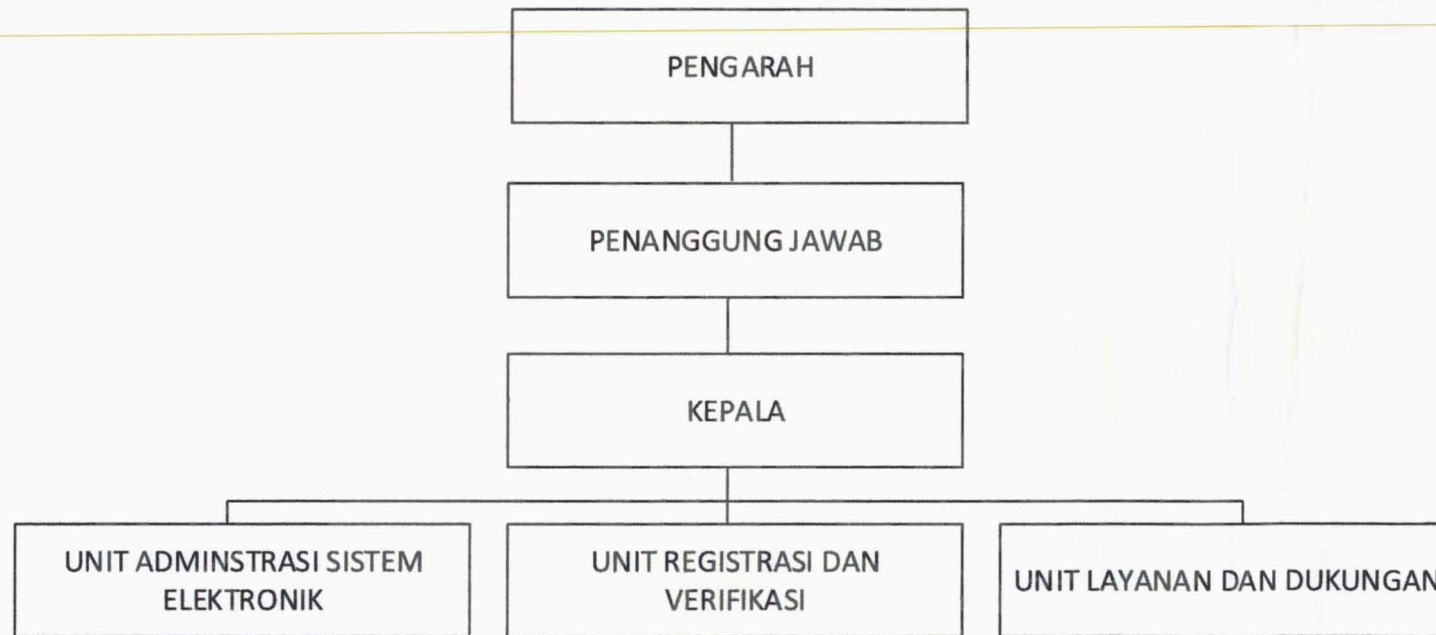 PENGARAH
PENANGGUNG JAWAB
KEPALA
UNIT ADMINSTRASI SISTEM
ELEKTRONIK
UNIT REGISTRASI DAN
VERIFIKASI
UNIT LAYANAN DAN DUKUNGAN